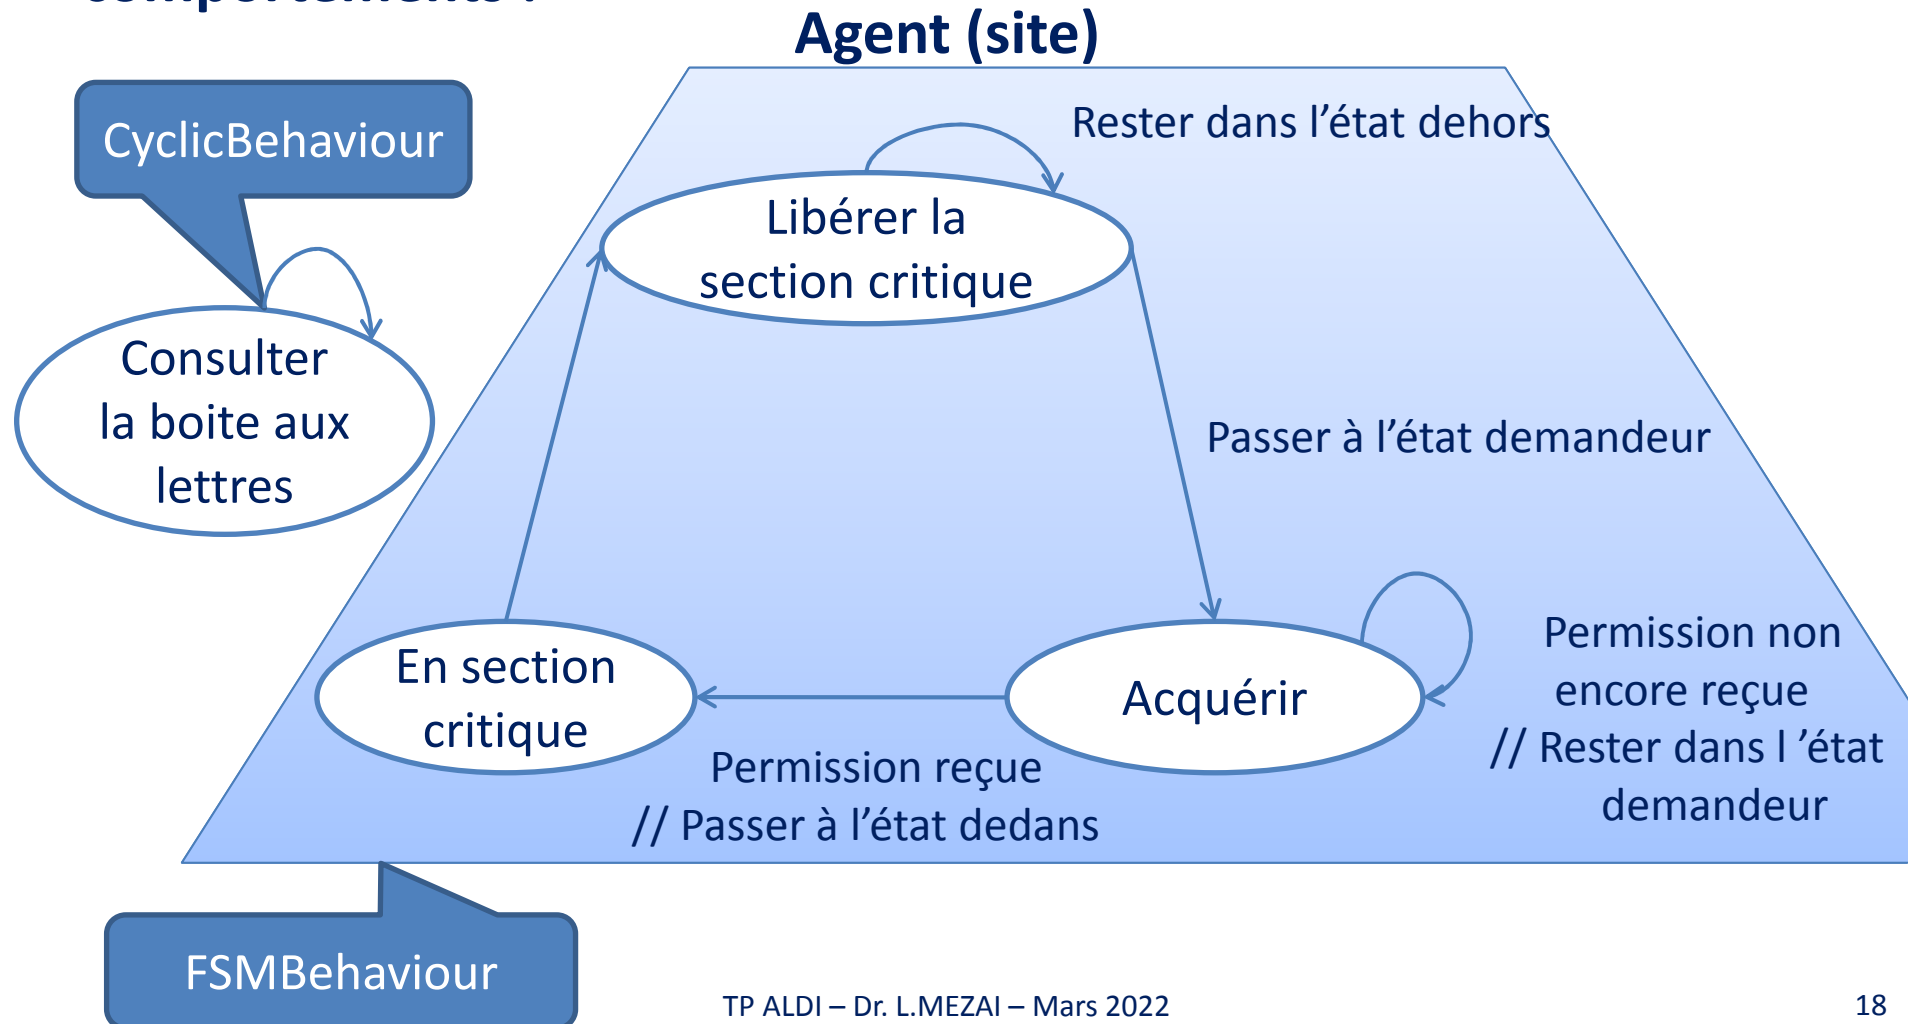 comportements :
Agent (site)
CyclicBehaviour
Rester dans l’état dehors
Libérer la
section critique
Consulter
la boite aux
lettres
Passer à l’état demandeur
En section
critique
Acquérir
Permission non
encore reçue
// Rester dans l ’état
demandeur
Permission reçue
// Passer à l’état dedans
FSMBehaviour
TP ALDI – Dr. L.MEZAI – Mars 2022
18